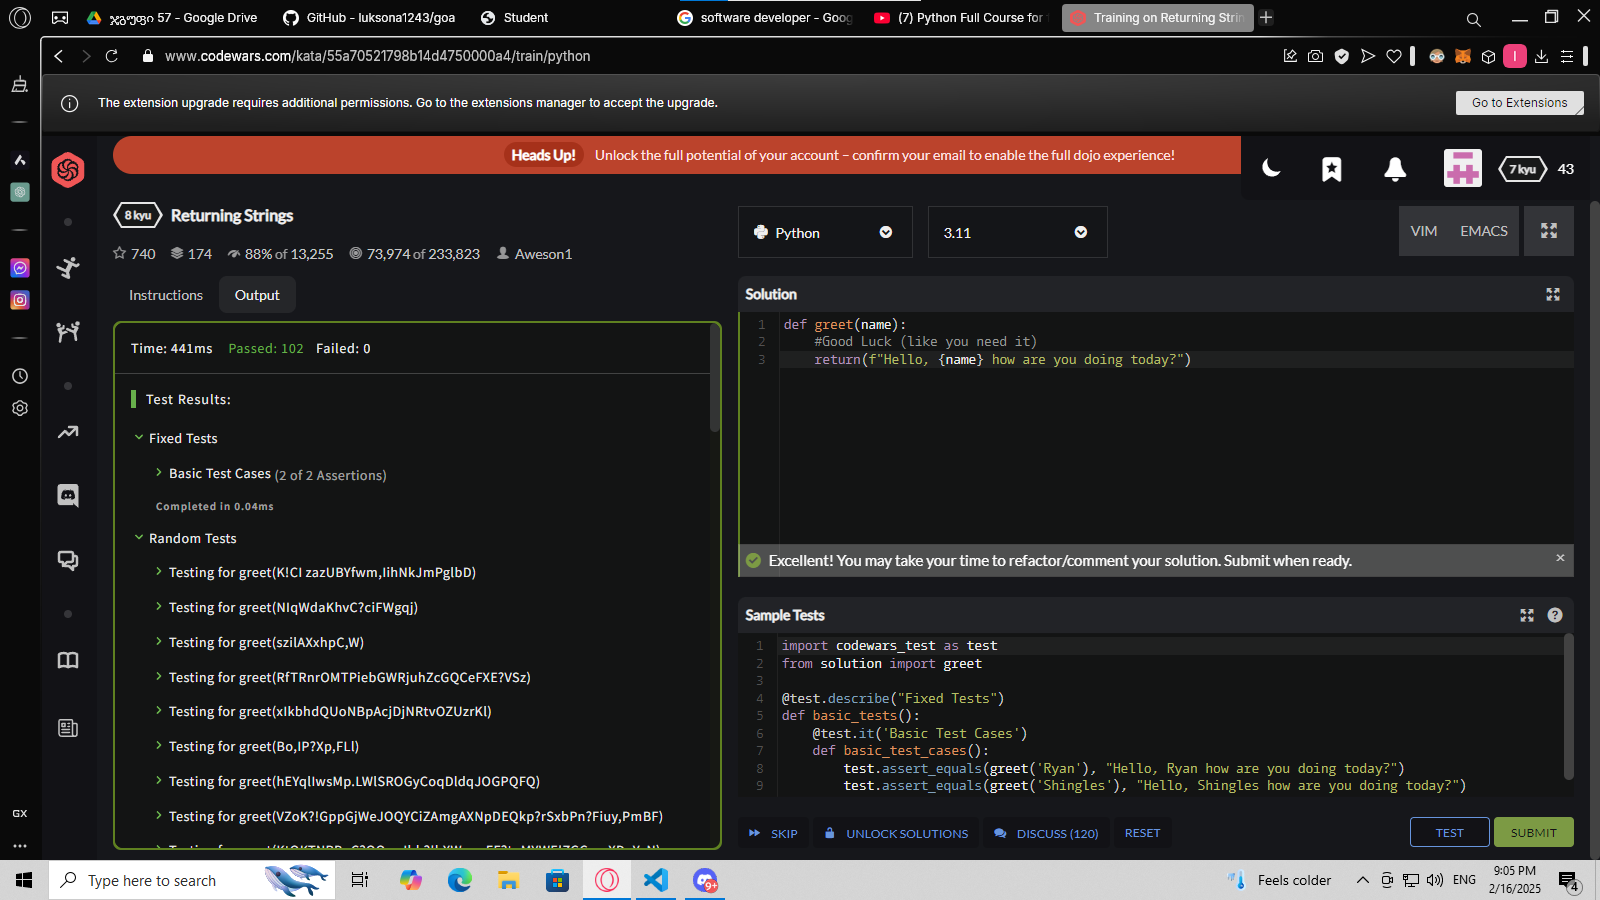 ჯგუფი 57 - Google Drive
GitHub - luksona1243/goa
Student
software developer - Goog
(7) Python Full Course for
Training on Returning Strin
www.codewars.com/kata/55a70521798b14d4750000a4/train/python
The extension upgrade requires additional permissions. Go to the extensions manager to accept the upgrade.
Go to Extensions
Heads Up! Unlock the full potential of your account – confirm your email to enable the full dojo experience!
7 kyu 43
8 kyu Returning Strings
740 174 88% of 13,255 73,974 of 233,823 Aweson1
Instructions Output
Time: 441ms Passed: 102 Failed: 0
Test Results:
Fixed Tests
Basic Test Cases (2 of 2 Assertions)
Completed in 0.04ms
Random Tests
Testing for greet(K!CI zazUBYfwm,IihNkJmPglbD)
Testing for greet(NIqWdaKhvC?ciFWgqj)
Testing for greet(szilAXxhpC,W)
Testing for greet(RfTRnrOMTPiebGWRjuhZcGQCeFXE?VSz)
Testing for greet(xIkbhdQUoNBpAcjDjNRtvOZUzrKl)
Testing for greet(Bo,IP?Xp,FLl)
Testing for greet(hEYqlIwsMp.LWlSROGyCoqDldqJOGPQFQ)
Testing for greet(VZoK?!GppGjWeJOQYCiZAmgAXNpDEQkp?rSxbPn?Fiuy,PmBF)
Python
3.11
VIM EMACS
Solution
1 def greet(name):
2 #Good Luck (like you need it)
3 return(f"Hello, {name} how are you doing today?")
Excellent! You may take your time to refactor/comment your solution. Submit when ready.
Sample Tests
1 import codewars_test as test
2 from solution import greet
3
4 @test.describe("Fixed Tests")
5 def basic_tests():
6 @test.it('Basic Test Cases')
7 def basic_test_cases():
8 test.assert_equals(greet('Ryan'), "Hello, Ryan how are you doing today?")
9 test.assert_equals(greet('Shingles'), "Hello, Shingles how are you doing today?")
SKIP UNLOCK SOLUTIONS DISCUSS (120) RESET TEST SUBMIT
GX
Type here to search
9+
Feels colder
ENG
9:05 PM
2/16/2025
4